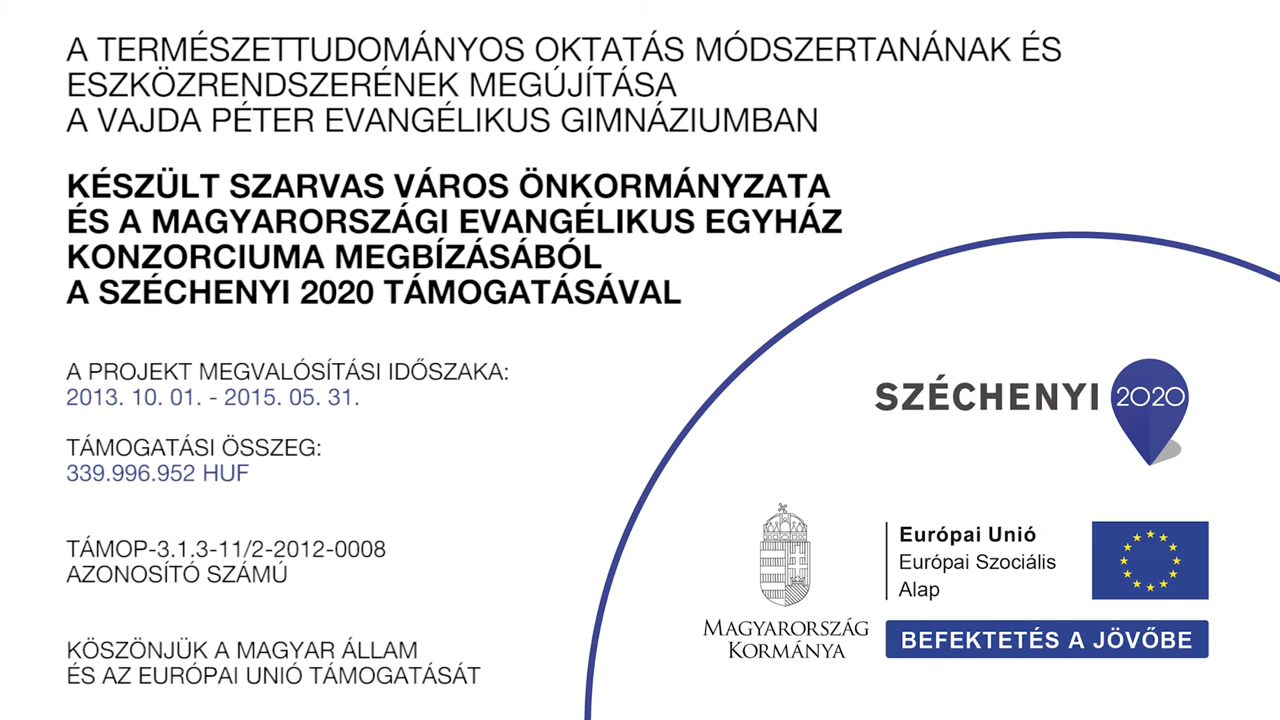 A TERMÉSZETTUDOMÁNYOS OKTATÁS MÓDSZERTANÁNAK ÉS
ESZKÖZRENDSZERÉNEK MEGÚJÍTÁSA
A VAJDA PÉTER EVANGÉLIKUS GIMNÁZIUMBAN
KÉSZÜLT SZARVAS VÁROS ÖNKORMÁNYZATA
ÉS A MAGYARORSZÁGI EVANGÉLIKUS EGYHÁZ
KONZORCIUMA MEGBÍZÁSÁBÓL
A SZÉCHENYI 2020 TÁMOGATÁSÁVAL
A PROJEKT MEGVALÓSÍTÁSI IDŐSZAKA:
2013. 10. 01. - 2015. 05. 31.
TÁMOGATÁSI ÖSSZEG:
339.996.952 HUF
TÁMOP-3.1.3-11/2-2012-0008
AZONOSÍTÓ SZÁMÚ
KÖSZÖNJÜK A MAGYAR ÁLLAM
ÉS AZ EURÓPAI UNIÓ TÁMOGATÁSÁT
SZÉCHENYI 2020
MAGYARORSZÁG
KORMÁNYA
Európai Unió
Európai Szociális
Alap
BEFEKTETÉS A JÖVŐBE